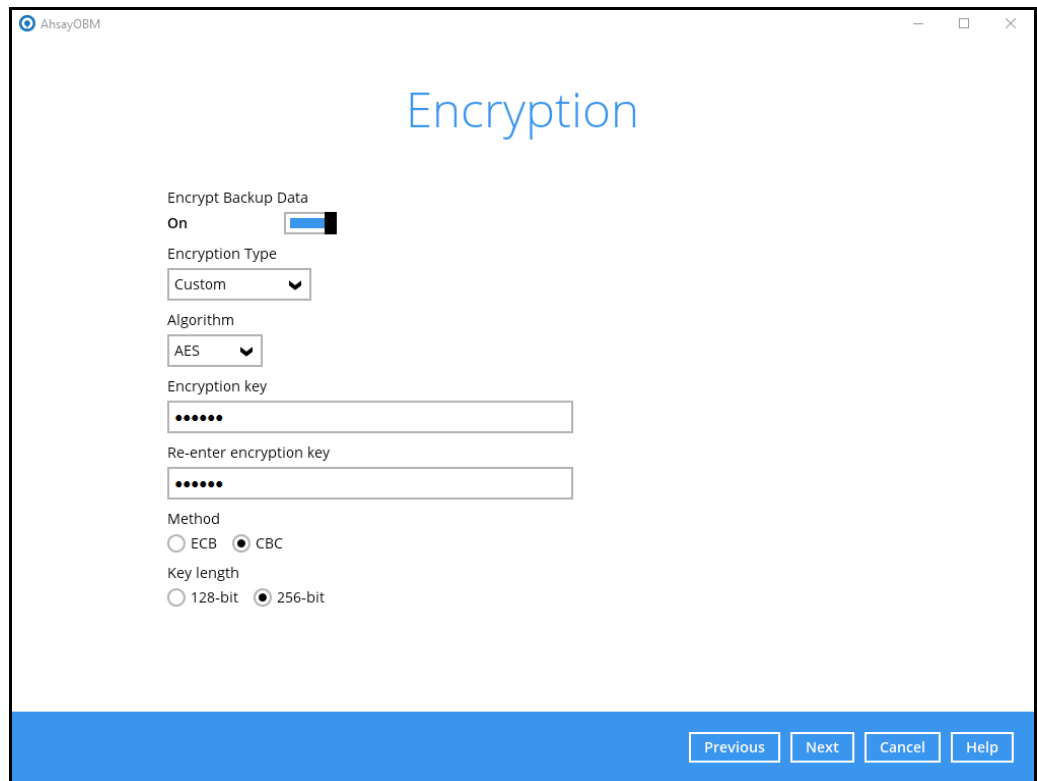 AhsayOBM
Encryption
Encrypt Backup Data
On
Encryption Type
Custom
Algorithm
AES
Encryption key
••••••
Re-enter encryption key
••••••
Method
ECB CBC
Key length
128-bit 256-bit
Previous Next Cancel Help